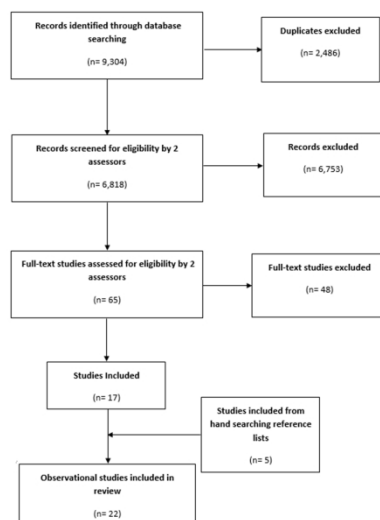 Records identified through database
searching
(n= 9,304)
Duplicates excluded
(n= 2,486)
Records screened for eligibility by 2
assessors
(n= 6,818)
Records excluded
(n= 6,753)
Full-text studies assessed for eligibility by 2
assessors
(n= 65)
Full-text studies excluded
(n= 48)
Studies Included
(n= 17)
Studies included from
hand searching reference
lists
(n= 5)
Observational studies included in
review
(n= 22)